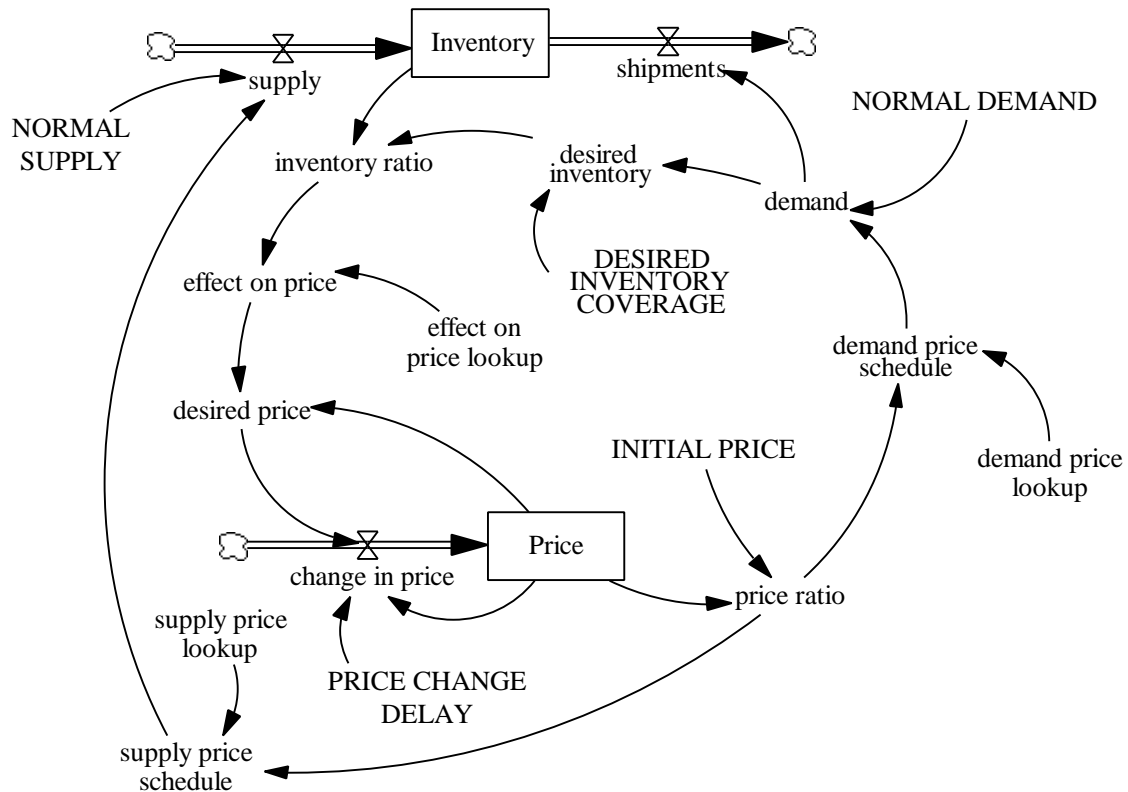 Inventory
supply
shipments
NORMAL DEMAND
NORMAL
SUPPLY
inventory ratio
desired
inventory
demand
DESIRED
INVENTORY
COVERAGE
effect on price
effect on
price lookup
demand price
schedule
desired price
INITIAL PRICE
demand price
lookup
Price
change in price
price ratio
supply price
lookup
PRICE CHANGE
DELAY
supply price
schedule